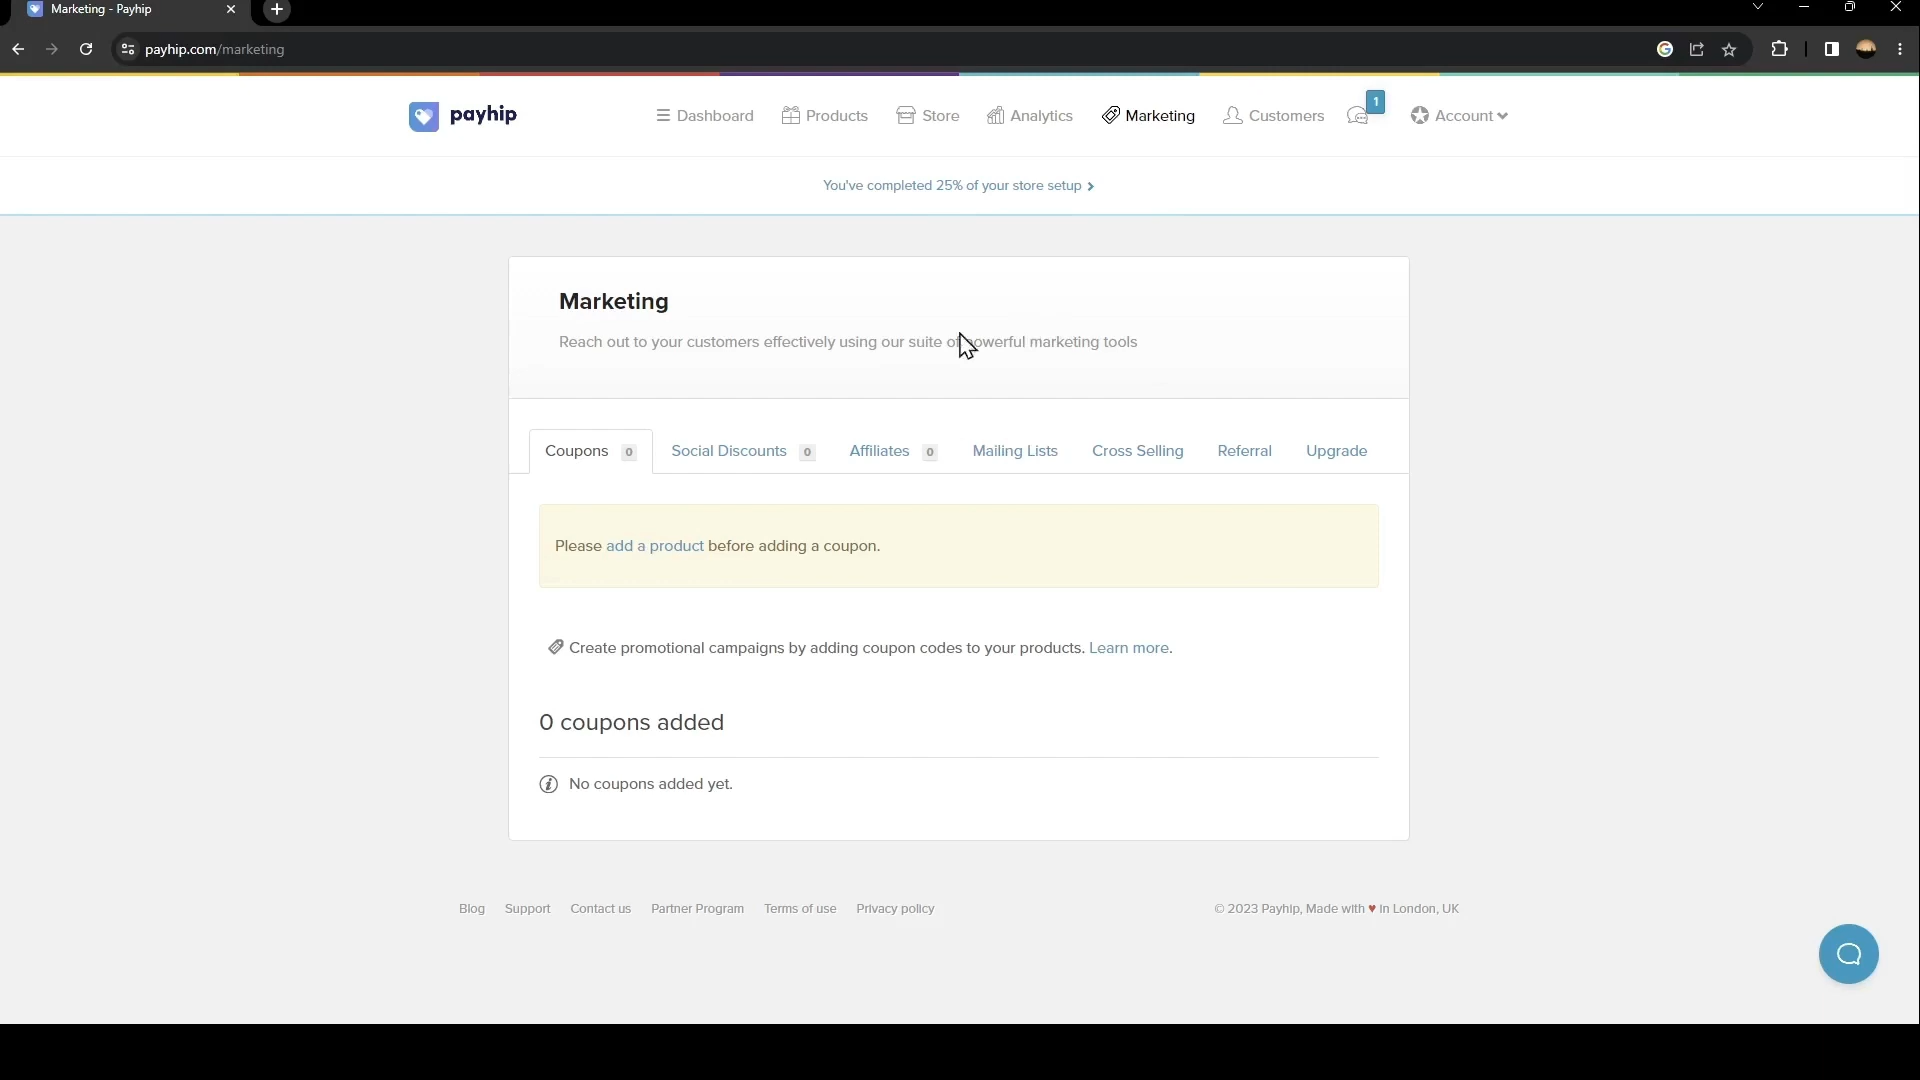 Marketing - Payhip
payhip.com/marketing
payhip
Dashboard Products Store Analytics Marketing Customers 1 Account
You've completed 25% of your store setup
Marketing
Reach out to your customers effectively using our suite of powerful marketing tools
Coupons 0 Social Discounts 0 Affiliates 0 Mailing Lists Cross Selling Referral Upgrade
Please add a product before adding a coupon.
Create promotional campaigns by adding coupon codes to your products. Learn more.
0 coupons added
No coupons added yet.
Blog Support Contact us Partner Program Terms of use Privacy policy © 2023 Payhip, Made with ♥ in London, UK